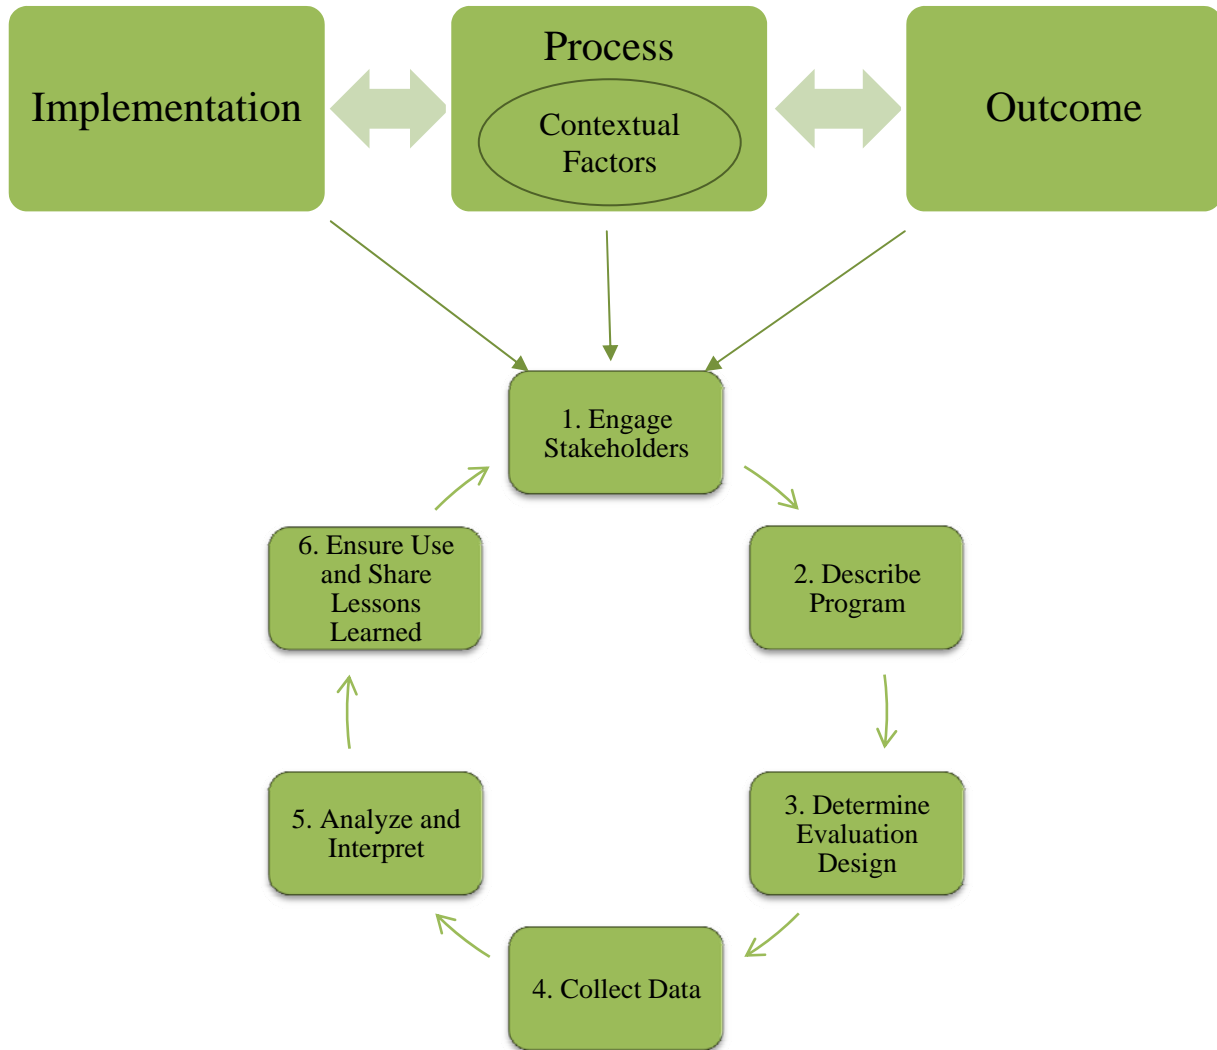 Implementation
Process
Contextual
Factors
Outcome
1. Engage
Stakeholders
2. Describe
Program
3. Determine
Evaluation
Design
4. Collect Data
5. Analyze and
Interpret
6. Ensure Use
and Share
Lessons
Learned